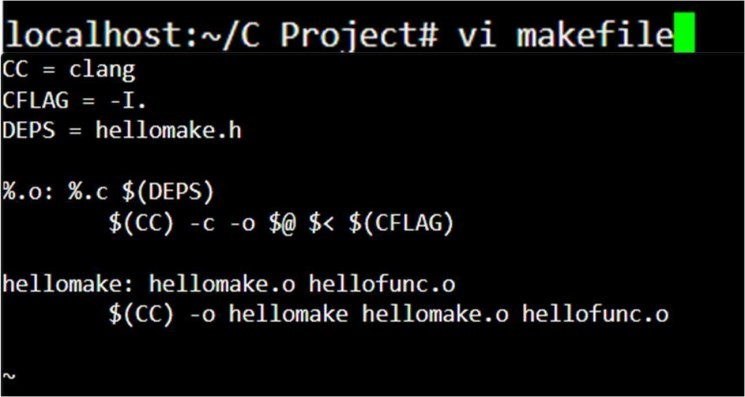 localhost:~/C Project# vi makefile
CC = clang
CFLAG = -I.
DEPS = hellomake.h
%.o: %.c $(DEPS)
$(CC) -c -o $@ $< $(CFLAG)
hellomake: hellomake.o hellofunc.o
$(CC) -o hellomake hellomake.o hellofunc.o
~